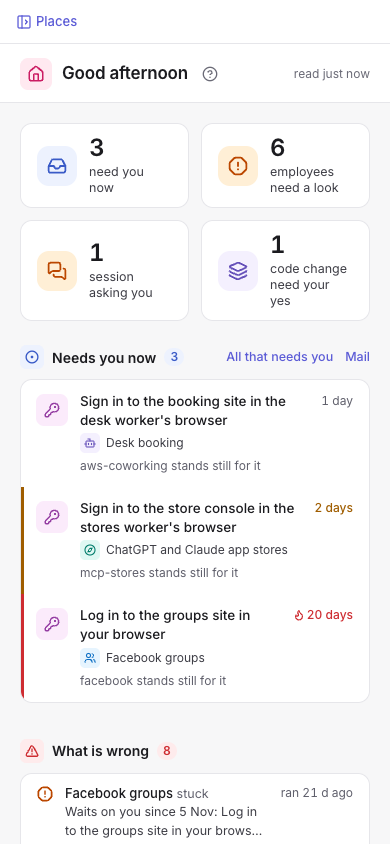 Places
Good afternoon
read just now
3
need you
now
6
employees
need a look
1
session
asking you
1
code change
need your
yes
Needs you now 3
All that needs you Mail
Sign in to the booking site in the
desk worker's browser
1 day
Desk booking
aws-coworking stands still for it
Sign in to the store console in the
stores worker's browser
2 days
ChatGPT and Claude app stores
mcp-stores stands still for it
Log in to the groups site in
your browser
20 days
Facebook groups
facebook stands still for it
What is wrong 8
Facebook groups stuck
ran 21 d ago
Waits on you since 5 Nov: Log in
to the groups site in your brows...